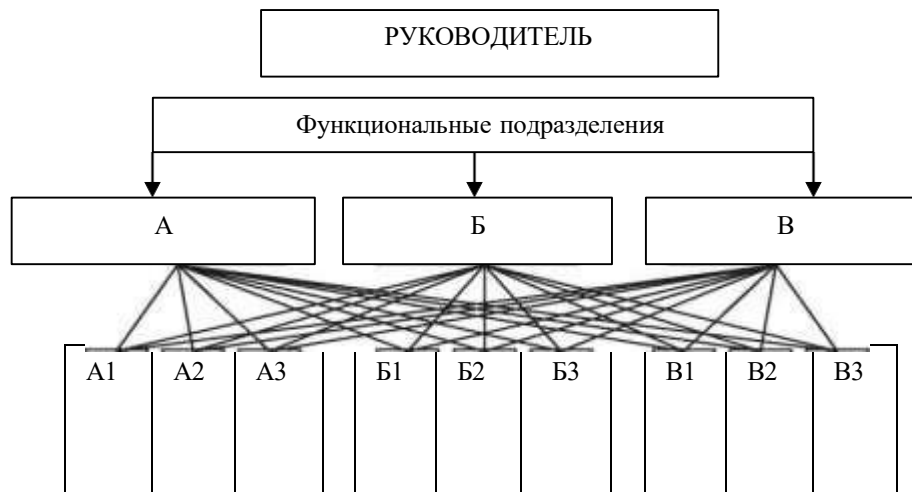 РУКОВОДИТЕЛЬ
Функциональные подразделения
А Б В
А1 А2 А3 Б1 Б2 Б3 В1 В2 В3